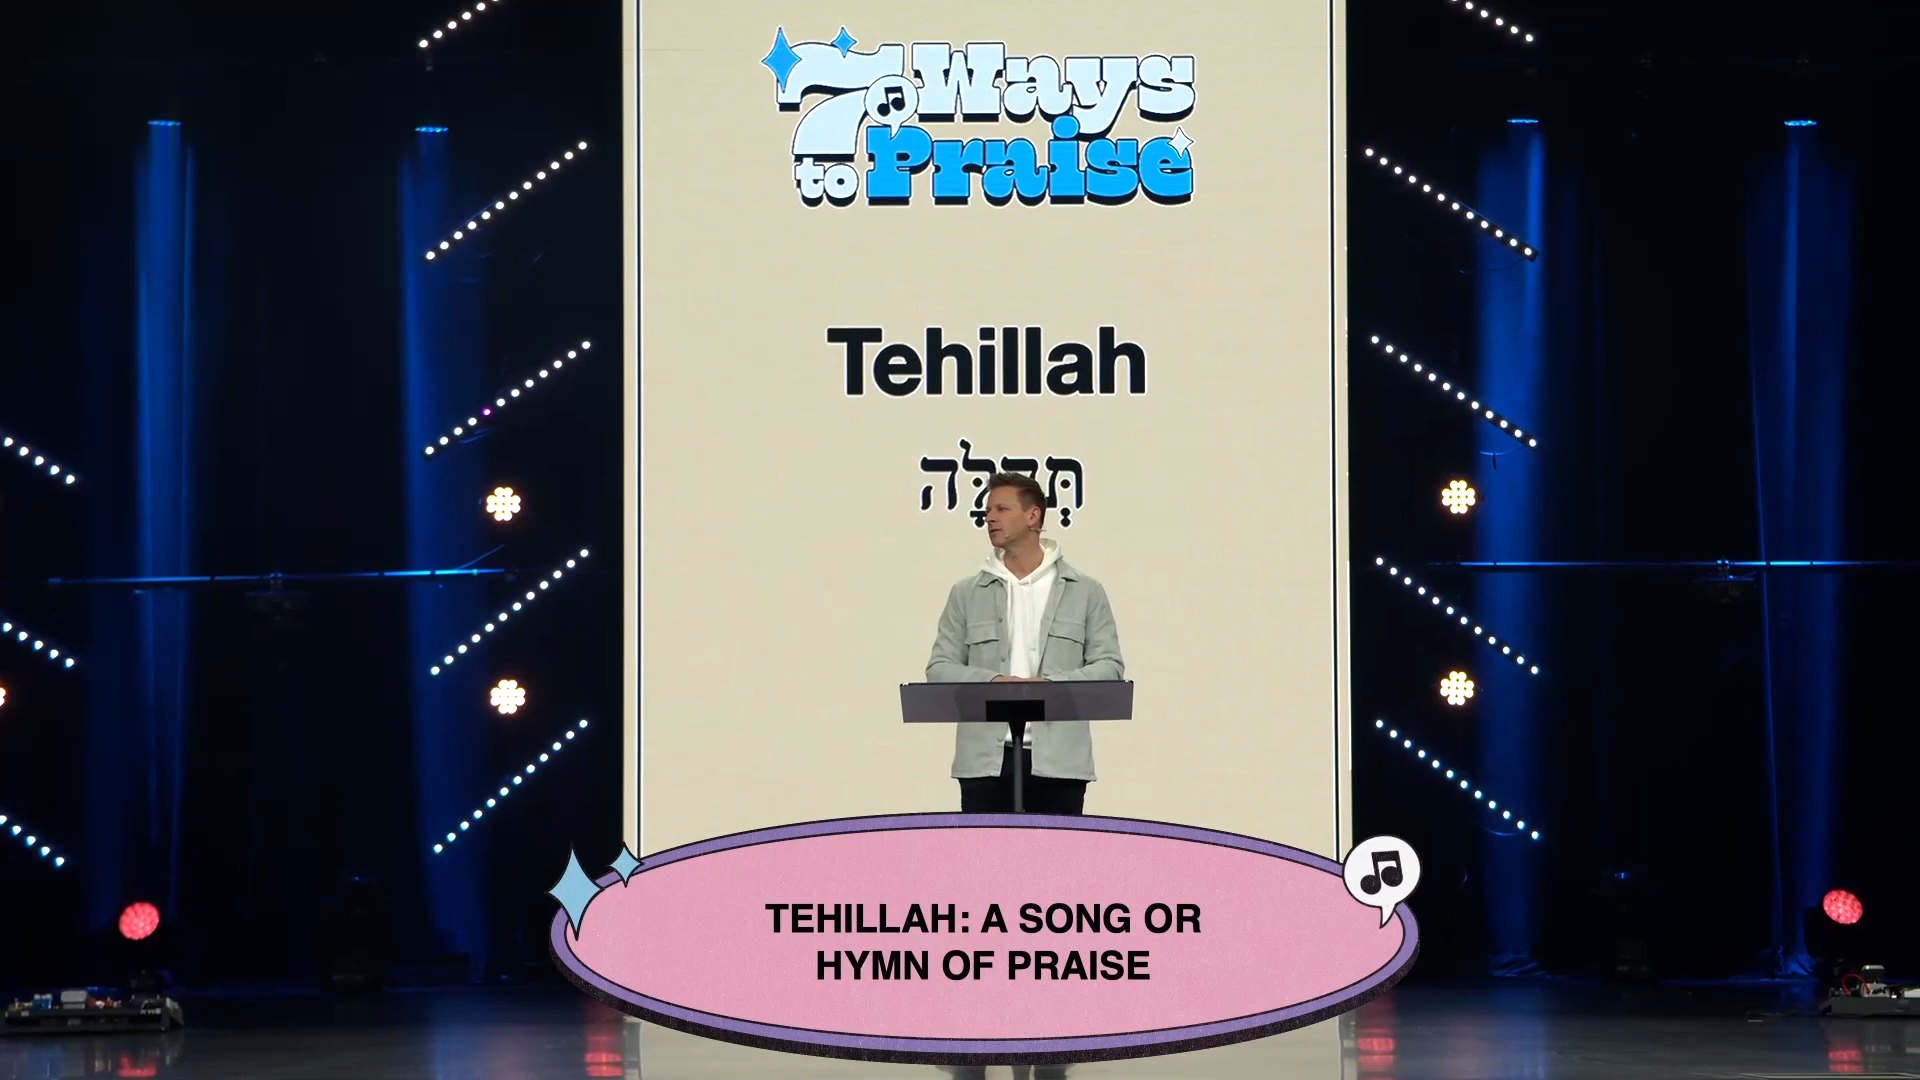 7 Ways
to Praise
Tehillah
TEHILLAH: A SONG OR
HYMN OF PRAISE